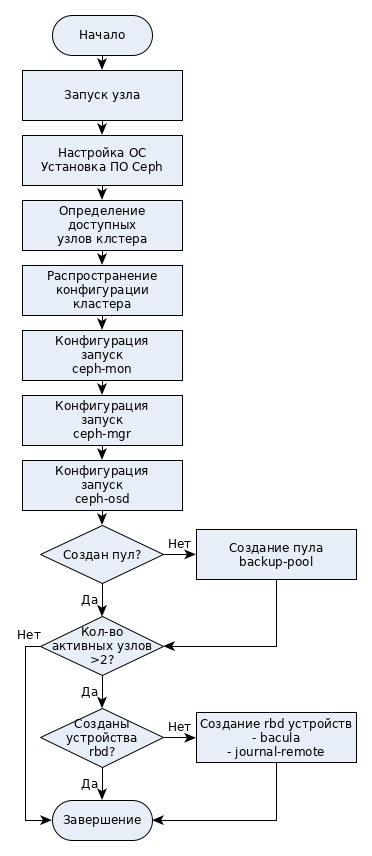 Начало
Запуск узла
Настройка ОС
Установка ПО Ceph
Определение
доступных
узлов клстера
Распространение
конфигурации
кластера
Конфигурация
запуск
ceph-mon
Конфигурация
запуск
ceph-mgr
Конфигурация
запуск
ceph-osd
Создан пул?
Нет
Создание пула
backup-pool
Да
Кол-во
активных узлов
>2?
Нет
Да
Созданы
устройства
rbd?
Нет
Создание rbd устройств
- bacula
- journal-remote
Да
Завершение